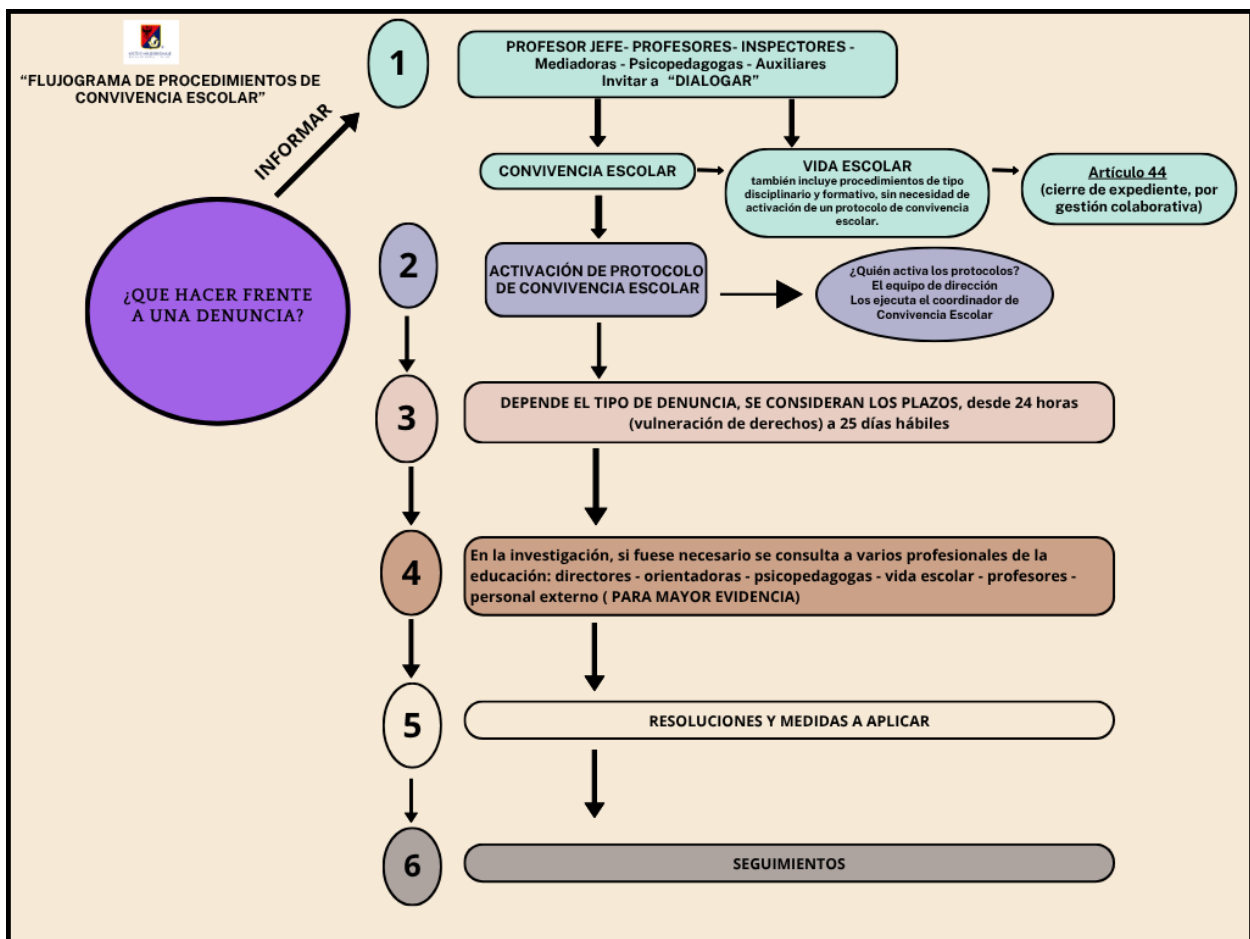 “FLUJOGRAMA DE PROCEDIMIENTOS DE
CONVIVENCIA ESCOLAR”
INFORMAR
¿QUE HACER FRENTE
A UNA DENUNCIA?
1
PROFESOR JEFE- PROFESORES- INSPECTORES -
Mediadoras - Psicopedagogas - Auxiliares
Invitar a “DIALOGAR”
CONVIVENCIA ESCOLAR
VIDA ESCOLAR
también incluye procedimientos de tipo
disciplinario y formativo, sin necesidad de
activación de un protocolo de convivencia
escolar.
Artículo 44
(cierre de expediente, por
gestión colaborativa)
2
ACTIVACIÓN DE PROTOCOLO
DE CONVIVENCIA ESCOLAR
¿Quién activa los protocolos?
El equipo de dirección
Los ejecuta el coordinador de
Convivencia Escolar
3
DEPENDE EL TIPO DE DENUNCIA, SE CONSIDERAN LOS PLAZOS, desde 24 horas
(vulneración de derechos) a 25 días hábiles
4
En la investigación, si fuese necesario se consulta a varios profesionales de la
educación: directores - orientadoras - psicopedagogas - vida escolar - profesores -
personal externo ( PARA MAYOR EVIDENCIA)
5
RESOLUCIONES Y MEDIDAS A APLICAR
6
SEGUIMIENTOS